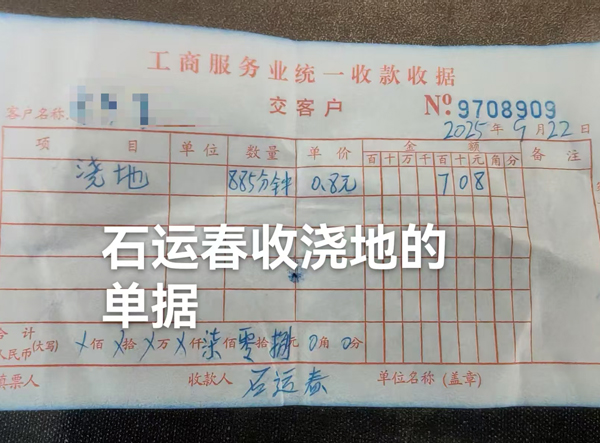 工商服务业统一收款收据
客户名称 交客户 № 9708909
2025年9月22日
项目 单位 数量 单价 金额 备注
百十万千百十元角分
浇地 885分钟 0.8元 708
石运春收浇地的
单据
合计
人民币(大写) X佰X拾X万X仟柒佰零拾捌元0角0分
填票人 收款人 石运春 单位名称(盖章)